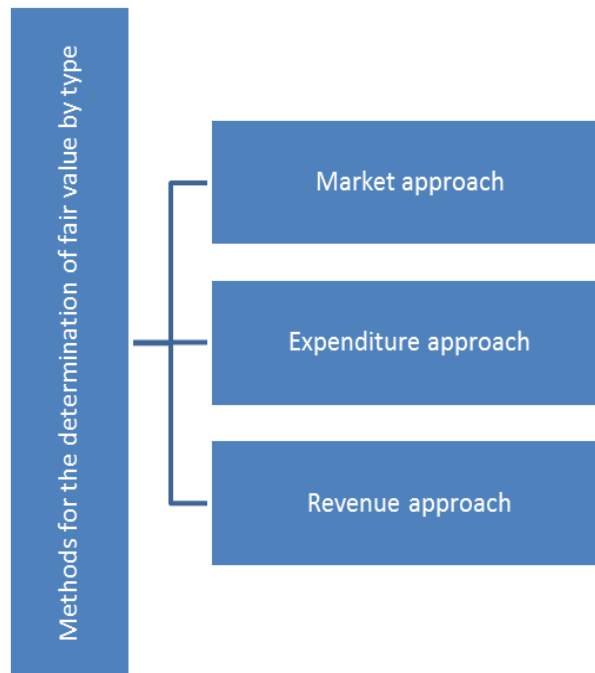 Methods for the determination of fair value by type
Market approach
Expenditure approach
Revenue approach